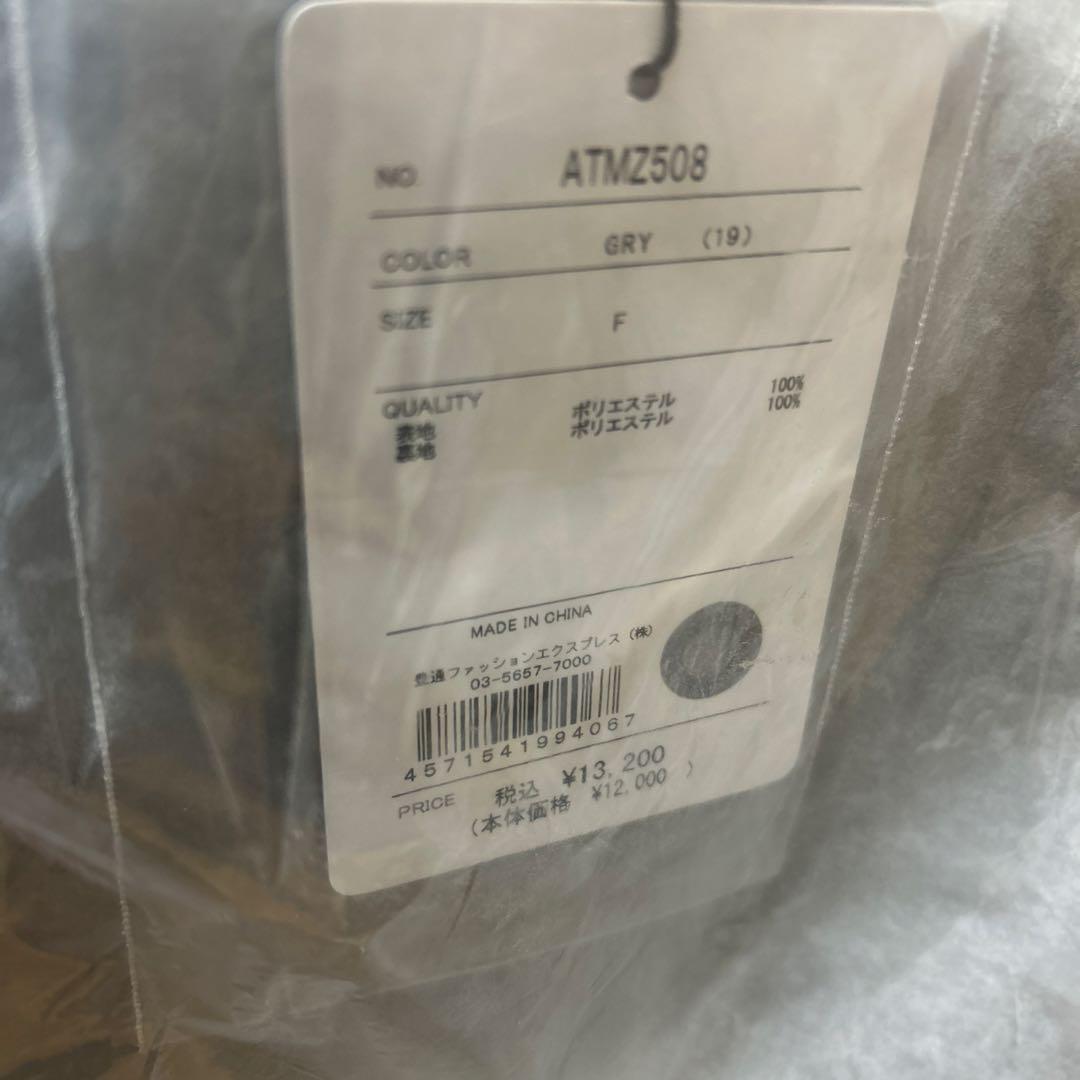 NO. ATMZ508
COLOR GRY (19)
SIZE F
QUALITY
表地 ポリエステル 100%
裏地 ポリエステル 100%
MADE IN CHINA
豊通ファッションエクスプレス(株)
03-5657-7000
4571541994067
PRICE 税込 ¥13,200
(本体価格 ¥12,000 )